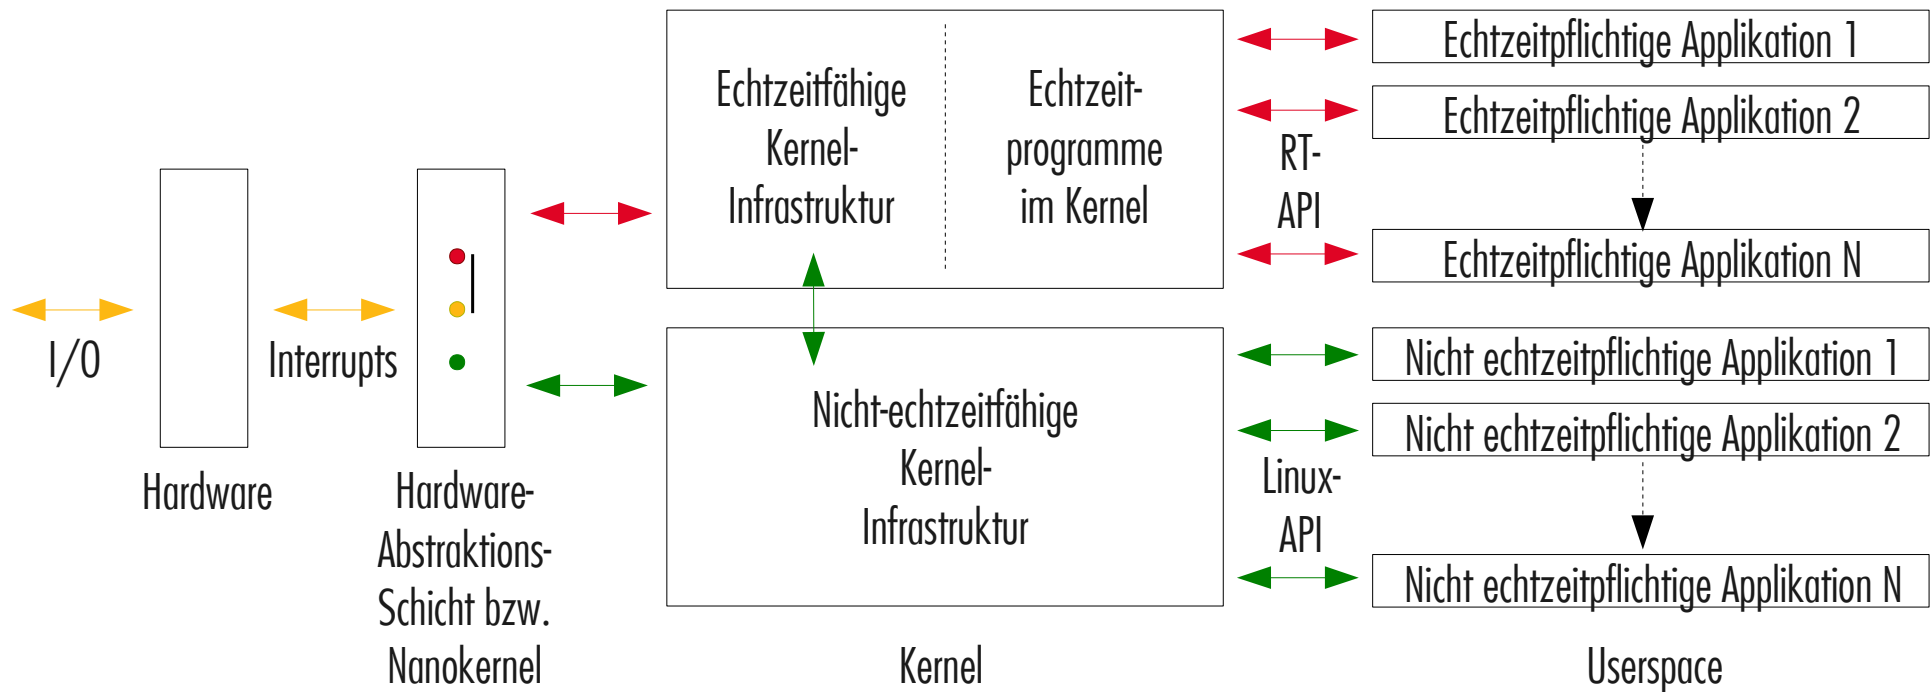 I/O
Hardware
Interrupts
Hardware-
Abstraktions-
Schicht bzw.
Nanokernel
Echtzeitfähige
Kernel-
Infrastruktur
Echtzeit-
programme
im Kernel
Nicht-echtzeitfähige
Kernel-
Infrastruktur
Kernel
RT-
API
Linux-
API
Echtzeitpflichtige Applikation 1
Echtzeitpflichtige Applikation 2
Echtzeitpflichtige Applikation N
Nicht echtzeitpflichtige Applikation 1
Nicht echtzeitpflichtige Applikation 2
Nicht echtzeitpflichtige Applikation N
Userspace